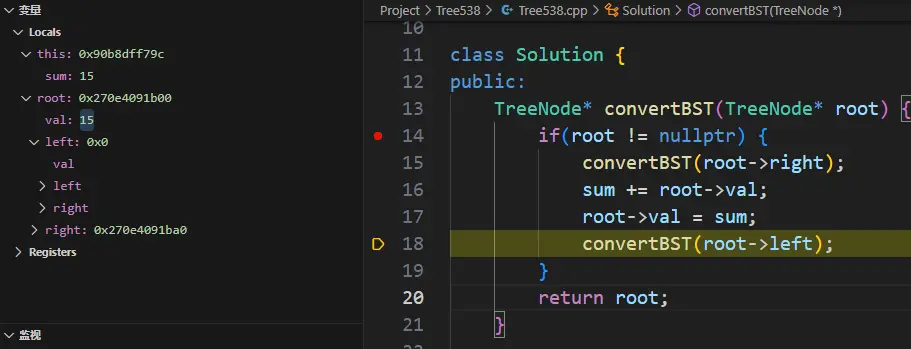 变量
Locals
this: 0x90b8dff79c
sum: 15
root: 0x270e4091b00
val: 15
left: 0x0
val
left
right
right: 0x270e4091ba0
Registers
监视
Project > Tree538 > Tree538.cpp > Solution > convertBST(TreeNode *)
10
11 class Solution {
12 public:
13 TreeNode* convertBST(TreeNode* root) {
14 if(root != nullptr) {
15 convertBST(root->right);
16 sum += root->val;
17 root->val = sum;
18 convertBST(root->left);
19 }
20 return root;
21 }